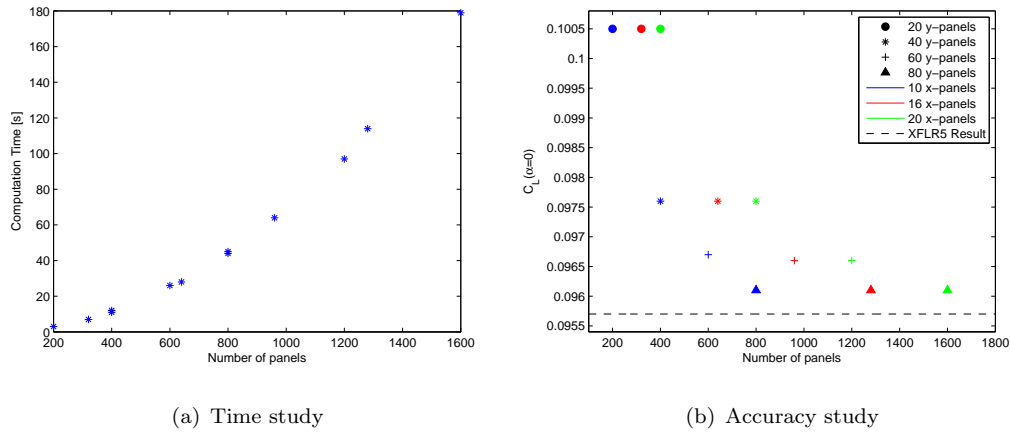 180
160
140
120
100
80
60
40
20
0
Computation Time [s]
200 400 600 800 1000 1200 1400 1600
Number of panels
(a) Time study
0.1005
0.1
0.0995
0.099
0.0985
0.098
0.0975
0.097
0.0965
0.096
0.0955
C_L(α=0)
200 400 600 800 1000 1200 1400 1600 1800
Number of panels
20 y−panels
40 y−panels
60 y−panels
80 y−panels
10 x−panels
16 x−panels
20 x−panels
XFLR5 Result
(b) Accuracy study